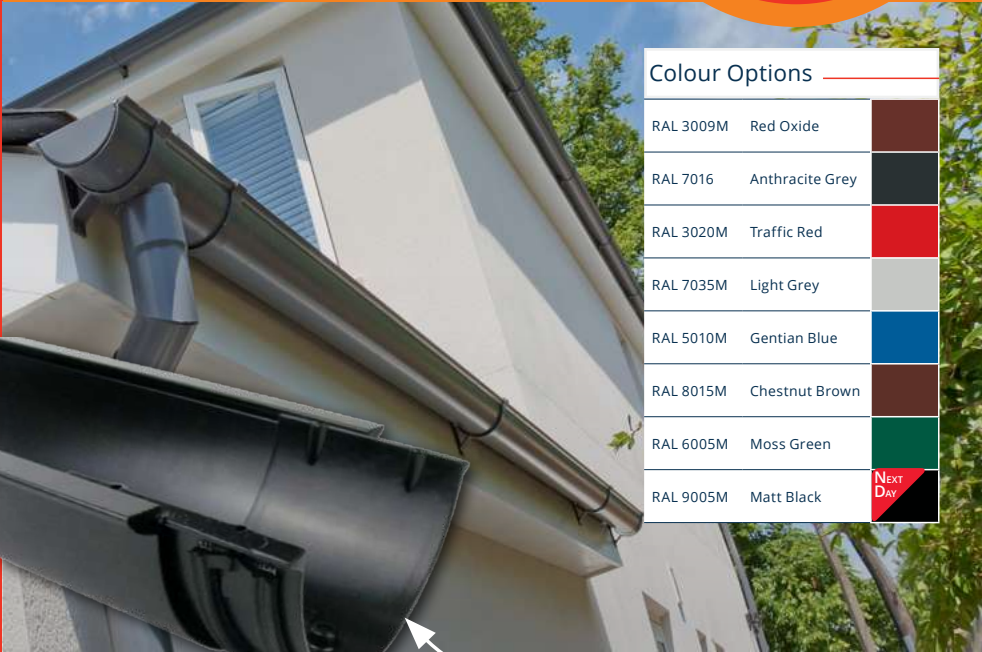 Colour Options
RAL 3009M Red Oxide
RAL 7016 Anthracite Grey
RAL 3020M Traffic Red
RAL 7035M Light Grey
RAL 5010M Gentian Blue
RAL 8015M Chestnut Brown
RAL 6005M Moss Green
RAL 9005M Matt Black
NEXT
DAY